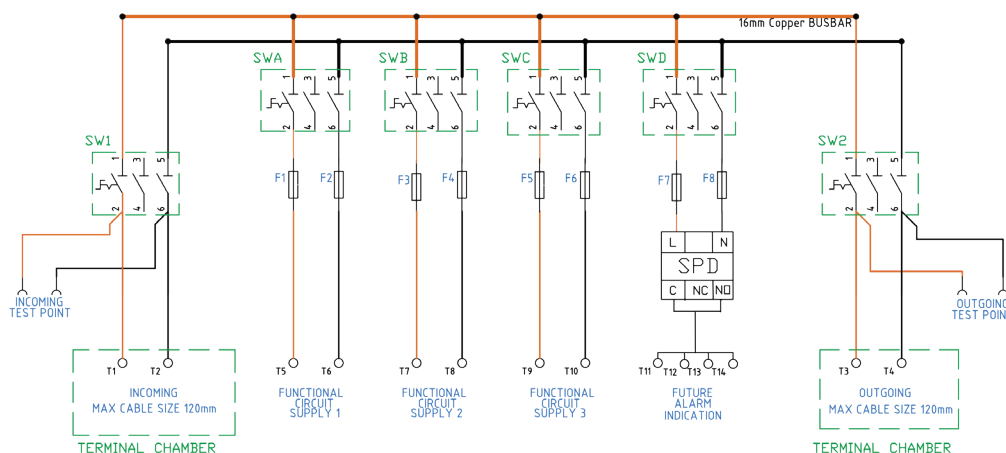 16mm Copper BUSBAR
SWA
SWB
SWC
SWD
1 3 5
1 3 5
1 3 5
1 3 5
2 4 6
2 4 6
2 4 6
2 4 6
SW1
SW2
1 3 5
1 3 5
2 4 6
2 4 6
F1
F2
F3
F4
F5
F6
F7
F8
L N
SPD
C NC NO
INCOMING
TEST POINT
OUTGOING
TEST POINT
T1 T2
T5 T6
T7 T8
T9 T10
T11 T12 T13 T14
T3 T4
INCOMING
MAX CABLE SIZE 120mm
FUNCTIONAL
CIRCUIT
SUPPLY 1
FUNCTIONAL
CIRCUIT
SUPPLY 2
FUNCTIONAL
CIRCUIT
SUPPLY 3
FUTURE
ALARM
INDICATION
OUTGOING
MAX CABLE SIZE 120mm
TERMINAL CHAMBER
TERMINAL CHAMBER